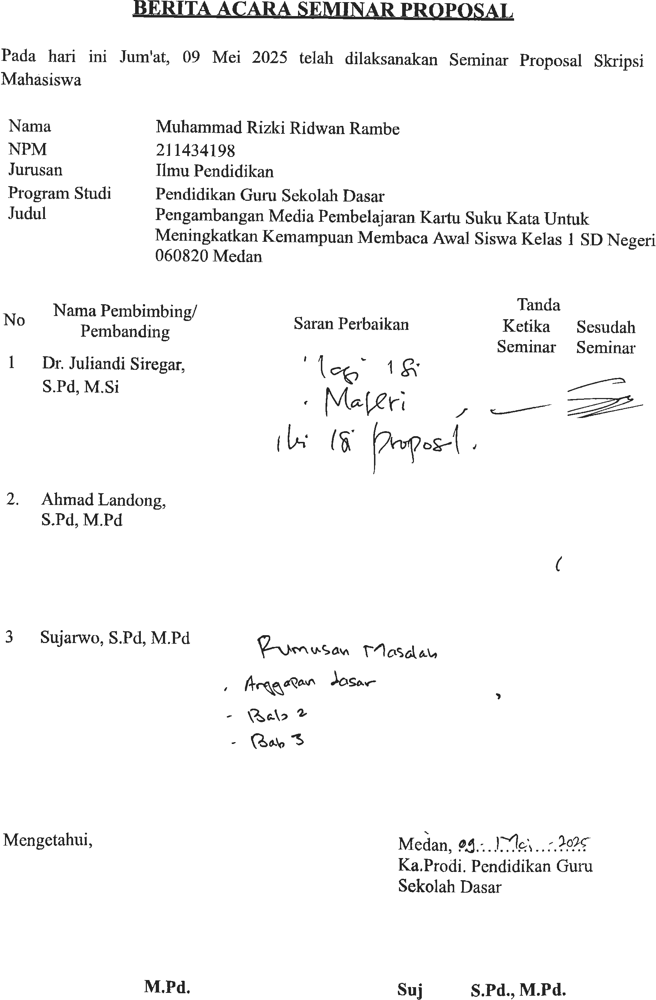 BERITA ACARA SEMINAR PROPOSAL
Pada hari ini Jum'at, 09 Mei 2025 telah dilaksanakan Seminar Proposal Skripsi
Mahasiswa
Nama Muhammad Rizki Ridwan Rambe
NPM 211434198
Jurusan Ilmu Pendidikan
Program Studi Pendidikan Guru Sekolah Dasar
Judul Pengambangan Media Pembelajaran Kartu Suku Kata Untuk
Meningkatkan Kemampuan Membaca Awal Siswa Kelas 1 SD Negeri
060820 Medan
No Nama Pembimbing/ Pembanding Saran Perbaikan Tanda
Ketika Seminar Sesudah Seminar
1 Dr. Juliandi Siregar,
S.Pd, M.Si
- Materi
proposal.
2. Ahmad Landong,
S.Pd, M.Pd
3 Sujarwo, S.Pd, M.Pd Rumusan Masalah
- Anggapan dasar
- Bab 2
- Bab 3
Mengetahui,
Medan, 09 - Mei - 2025
Ka.Prodi. Pendidikan Guru
Sekolah Dasar
M.Pd. Suj S.Pd., M.Pd.